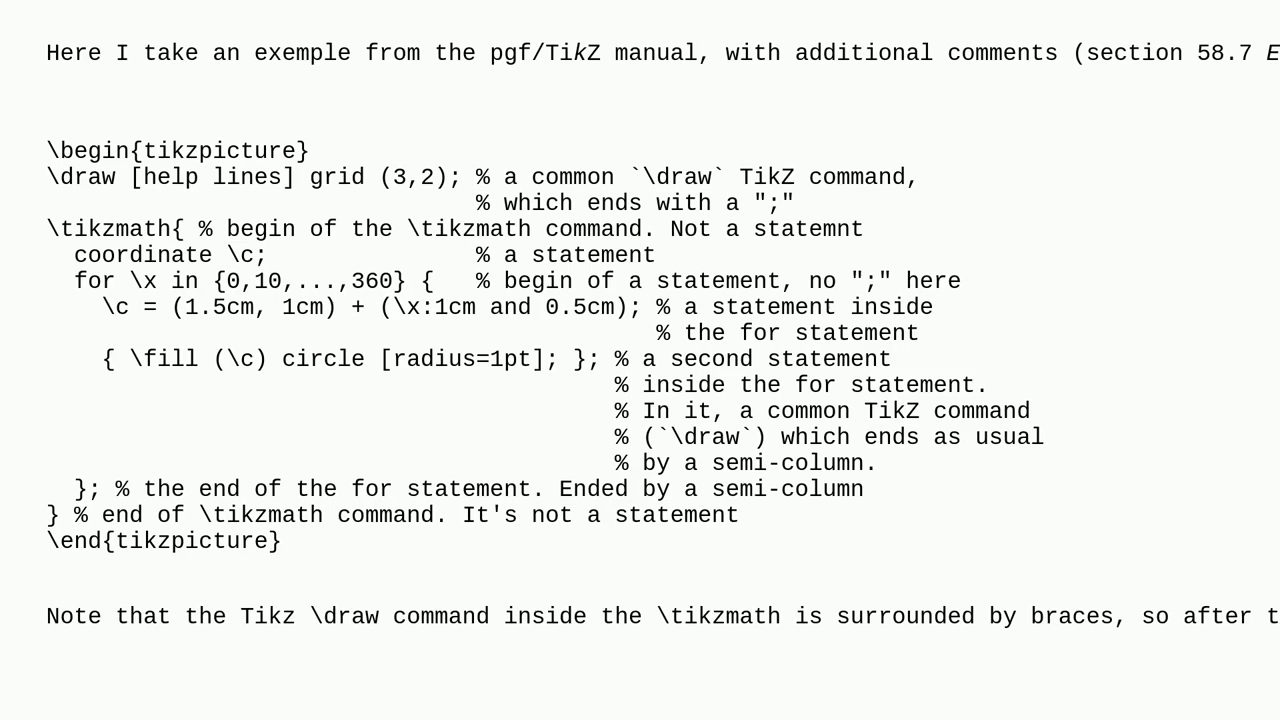 Here I take an exemple from the pgf/TikZ manual, with additional comments (section 58.7 E
\begin{tikzpicture}
\draw [help lines] grid (3,2); % a common `\draw` TikZ command,
                               % which ends with a ";"
\tikzmath{ % begin of the \tikzmath command. Not a statemnt
  coordinate \c;               % a statement
  for \x in {0,10,...,360} {   % begin of a statement, no ";" here
    \c = (1.5cm, 1cm) + (\x:1cm and 0.5cm); % a statement inside
                                            % the for statement
    { \fill (\c) circle [radius=1pt]; }; % a second statement
                                         % inside the for statement.
                                         % In it, a common TikZ command
                                         % (`\draw`) which ends as usual
                                         % by a semi-column.
  }; % the end of the for statement. Ended by a semi-column
} % end of \tikzmath command. It's not a statement
\end{tikzpicture}
Note that the Tikz \draw command inside the \tikzmath is surrounded by braces, so after t